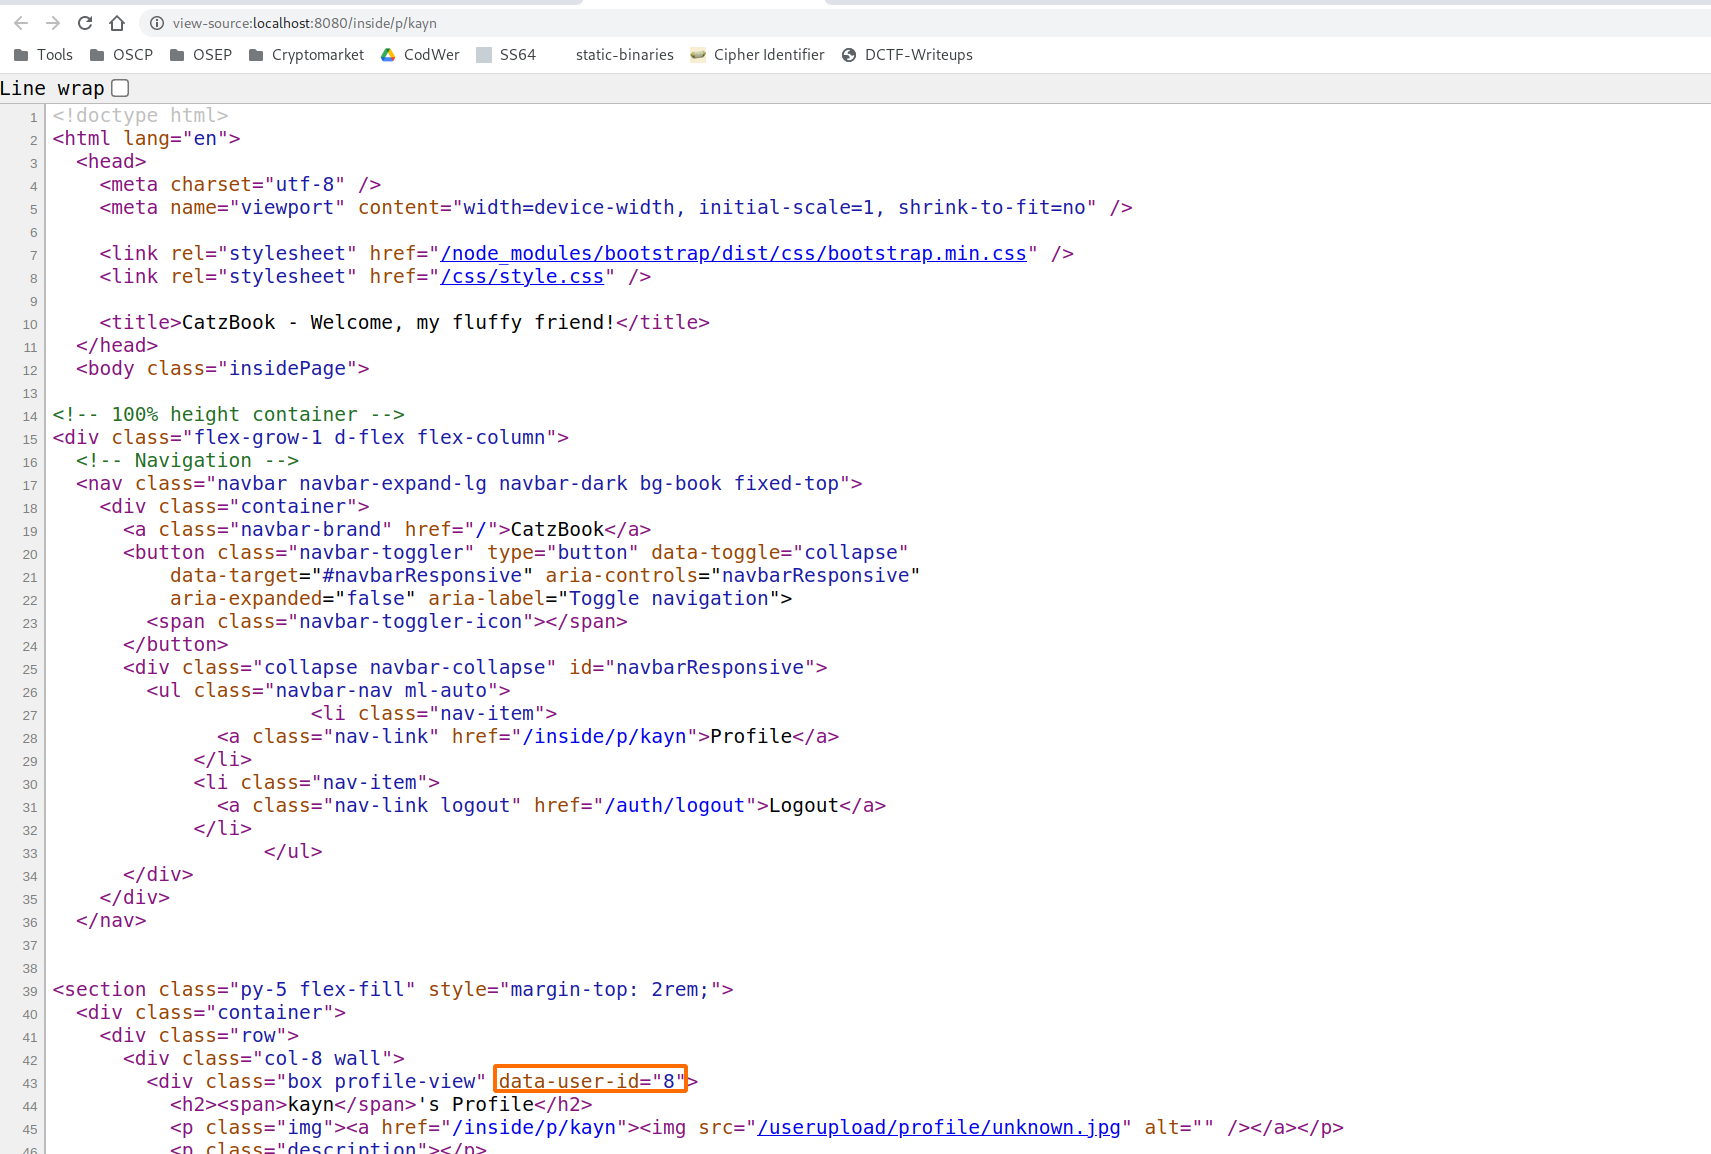 view-source:localhost:8080/inside/p/kayn
Tools OSCP OSEP Cryptomarket CodWer SS64 static-binaries Cipher Identifier DCTF-Writeups
Line wrap
1 <!doctype html>
2 <html lang="en">
3   <head>
4     <meta charset="utf-8" />
5     <meta name="viewport" content="width=device-width, initial-scale=1, shrink-to-fit=no" />
6
7     <link rel="stylesheet" href="/node_modules/bootstrap/dist/css/bootstrap.min.css" />
8     <link rel="stylesheet" href="/css/style.css" />
9
10     <title>CatzBook - Welcome, my fluffy friend!</title>
11   </head>
12   <body class="insidePage">
13
14 <!-- 100% height container -->
15 <div class="flex-grow-1 d-flex flex-column">
16   <!-- Navigation -->
17   <nav class="navbar navbar-expand-lg navbar-dark bg-book fixed-top">
18     <div class="container">
19       <a class="navbar-brand" href="/">CatzBook</a>
20       <button class="navbar-toggler" type="button" data-toggle="collapse"
21           data-target="#navbarResponsive" aria-controls="navbarResponsive"
22           aria-expanded="false" aria-label="Toggle navigation">
23         <span class="navbar-toggler-icon"></span>
24       </button>
25       <div class="collapse navbar-collapse" id="navbarResponsive">
26         <ul class="navbar-nav ml-auto">
27                       <li class="nav-item">
28               <a class="nav-link" href="/inside/p/kayn">Profile</a>
29             </li>
30             <li class="nav-item">
31               <a class="nav-link logout" href="/auth/logout">Logout</a>
32             </li>
33                   </ul>
34       </div>
35     </div>
36   </nav>
37
38
39 <section class="py-5 flex-fill" style="margin-top: 2rem;">
40   <div class="container">
41     <div class="row">
42       <div class="col-8 wall">
43         <div class="box profile-view" data-user-id="8">
44           <h2><span>kayn</span>'s Profile</h2>
45           <p class="img"><a href="/inside/p/kayn"><img src="/userupload/profile/unknown.jpg" alt="" /></a></p>
46           <p class="description"></p>